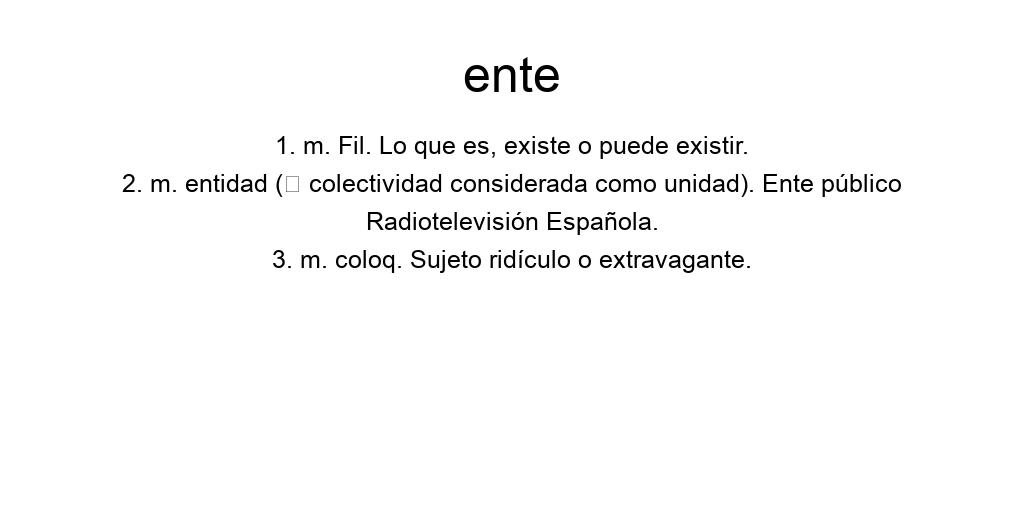 ente
1. m. Fil. Lo que es, existe o puede existir.
2. m. entidad (▯ colectividad considerada como unidad). Ente público
Radiotelevisión Española.
3. m. coloq. Sujeto ridículo o extravagante.